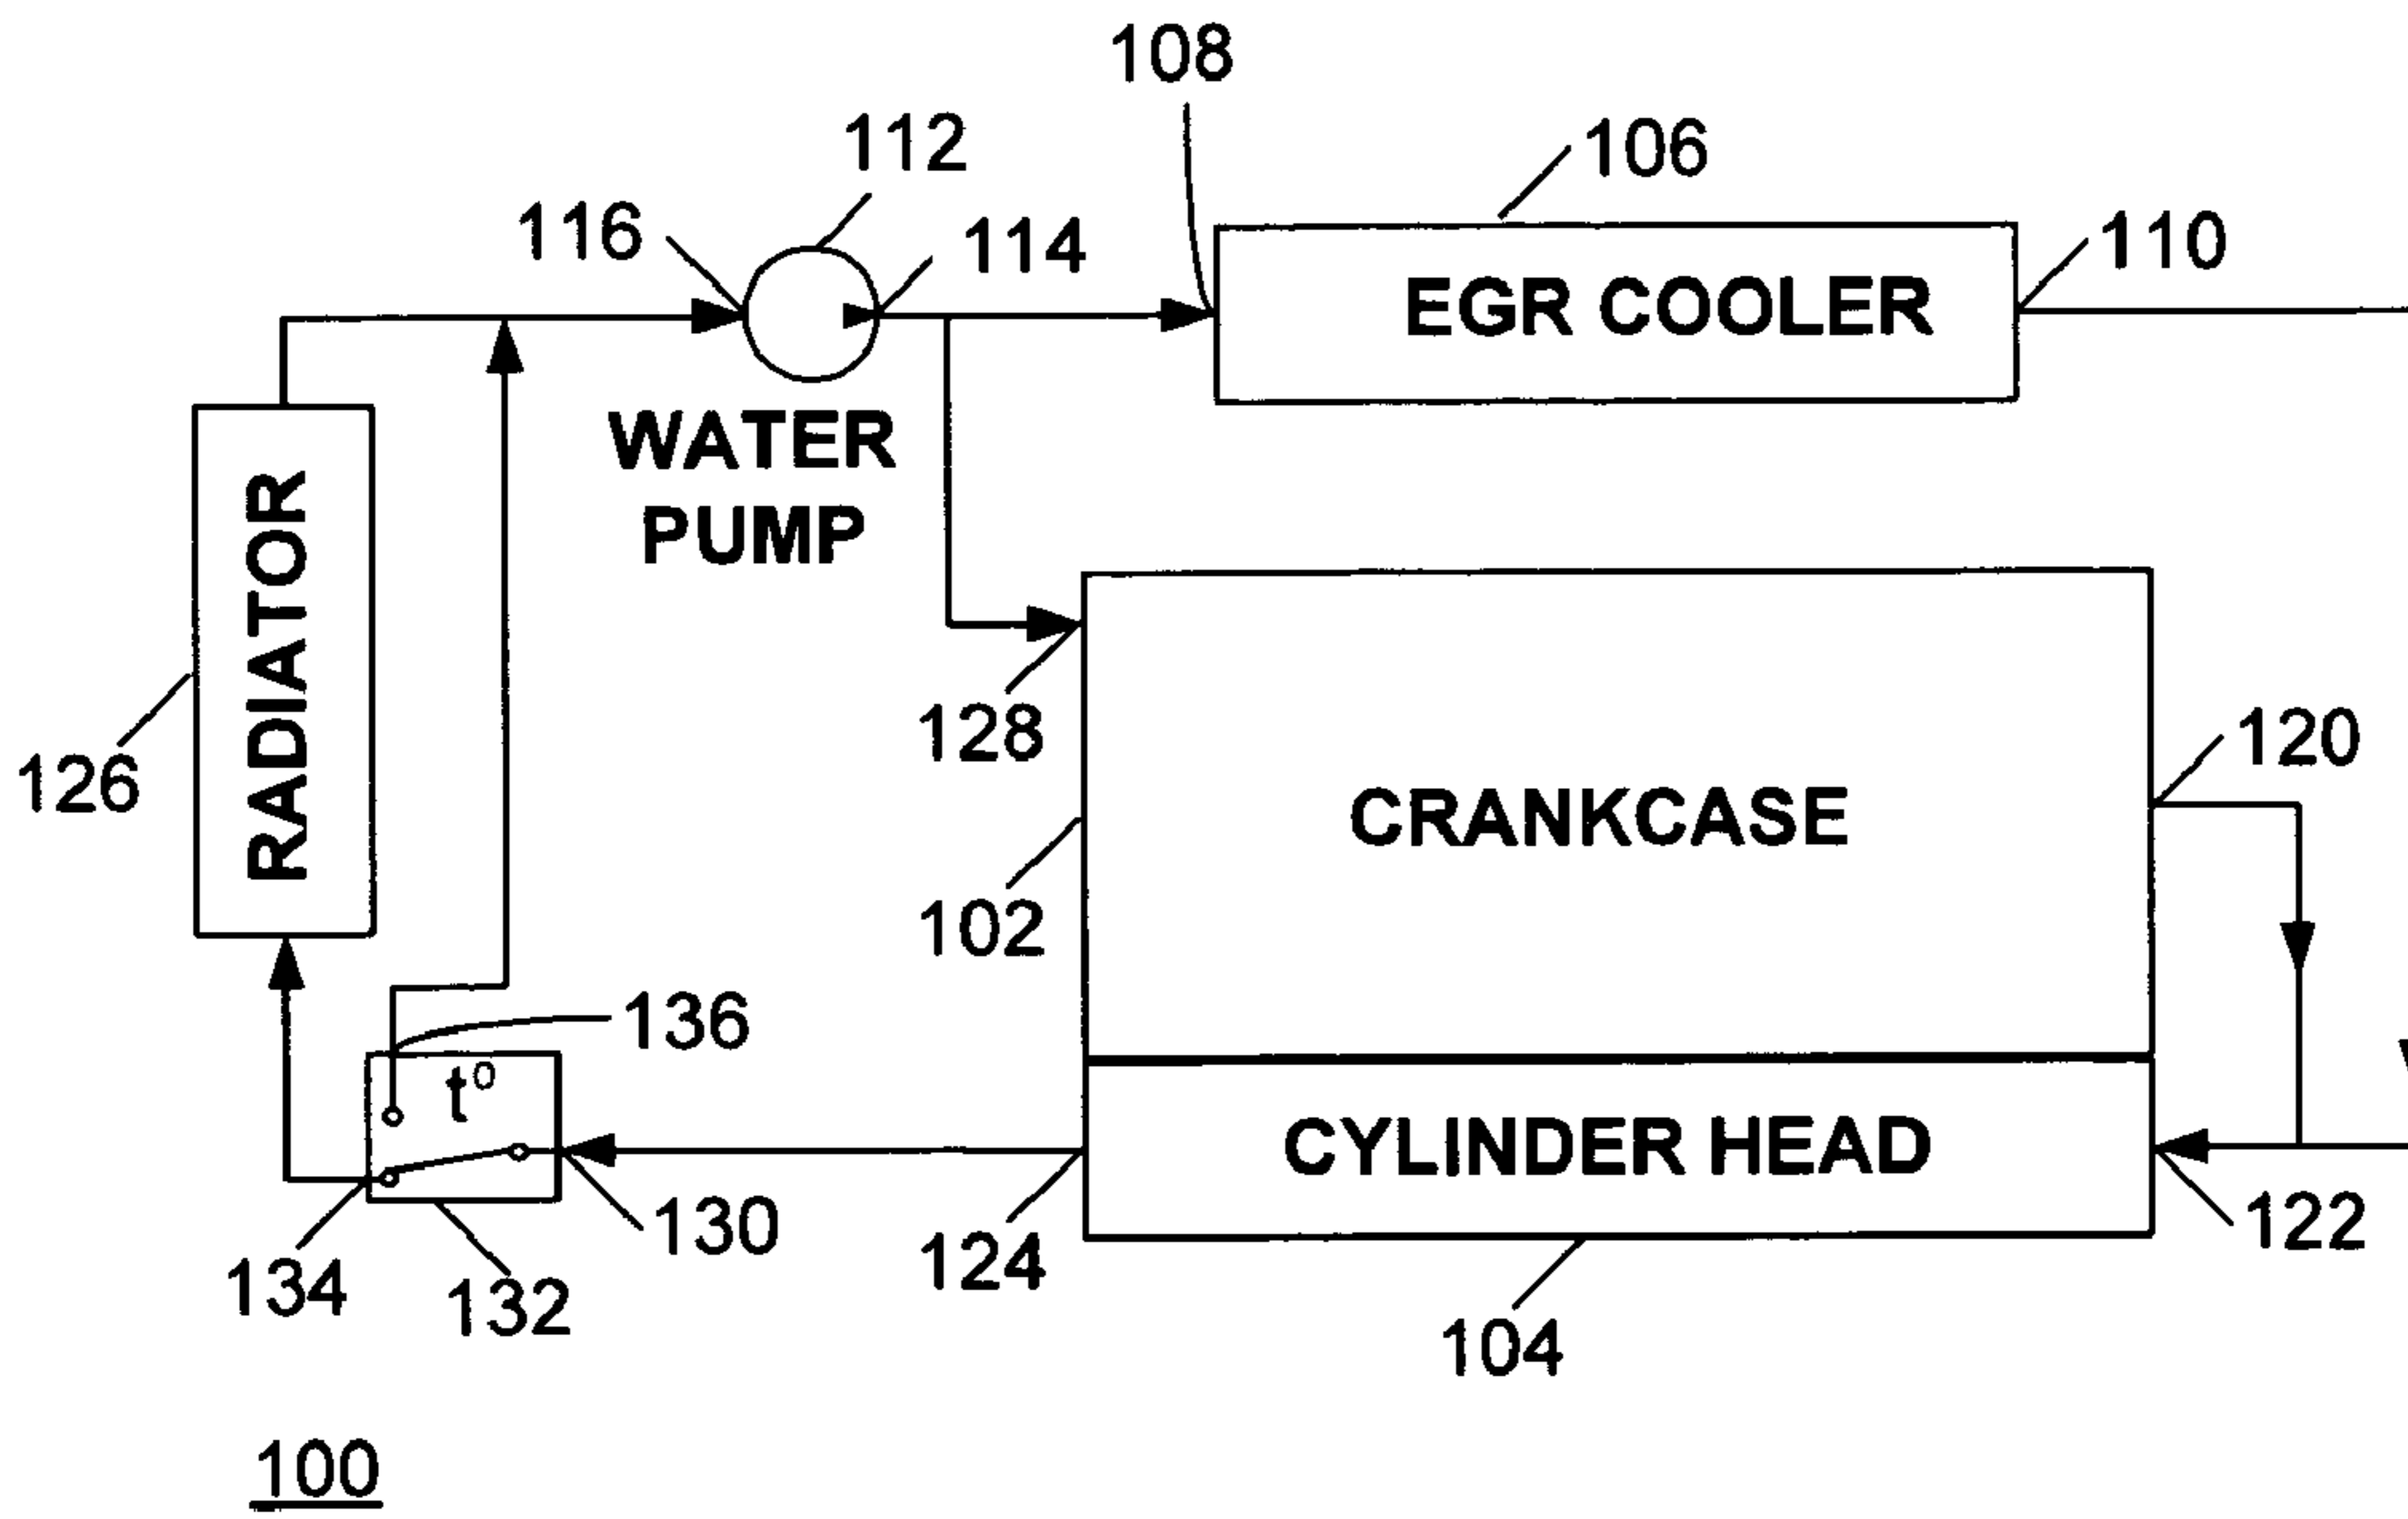 108
112
106
116
114
110
EGR COOLER
WATER
PUMP
RADIATOR
128
120
126
CRANKCASE
102
136
t⁰
CYLINDER HEAD
130
124
122
134
132
104
100